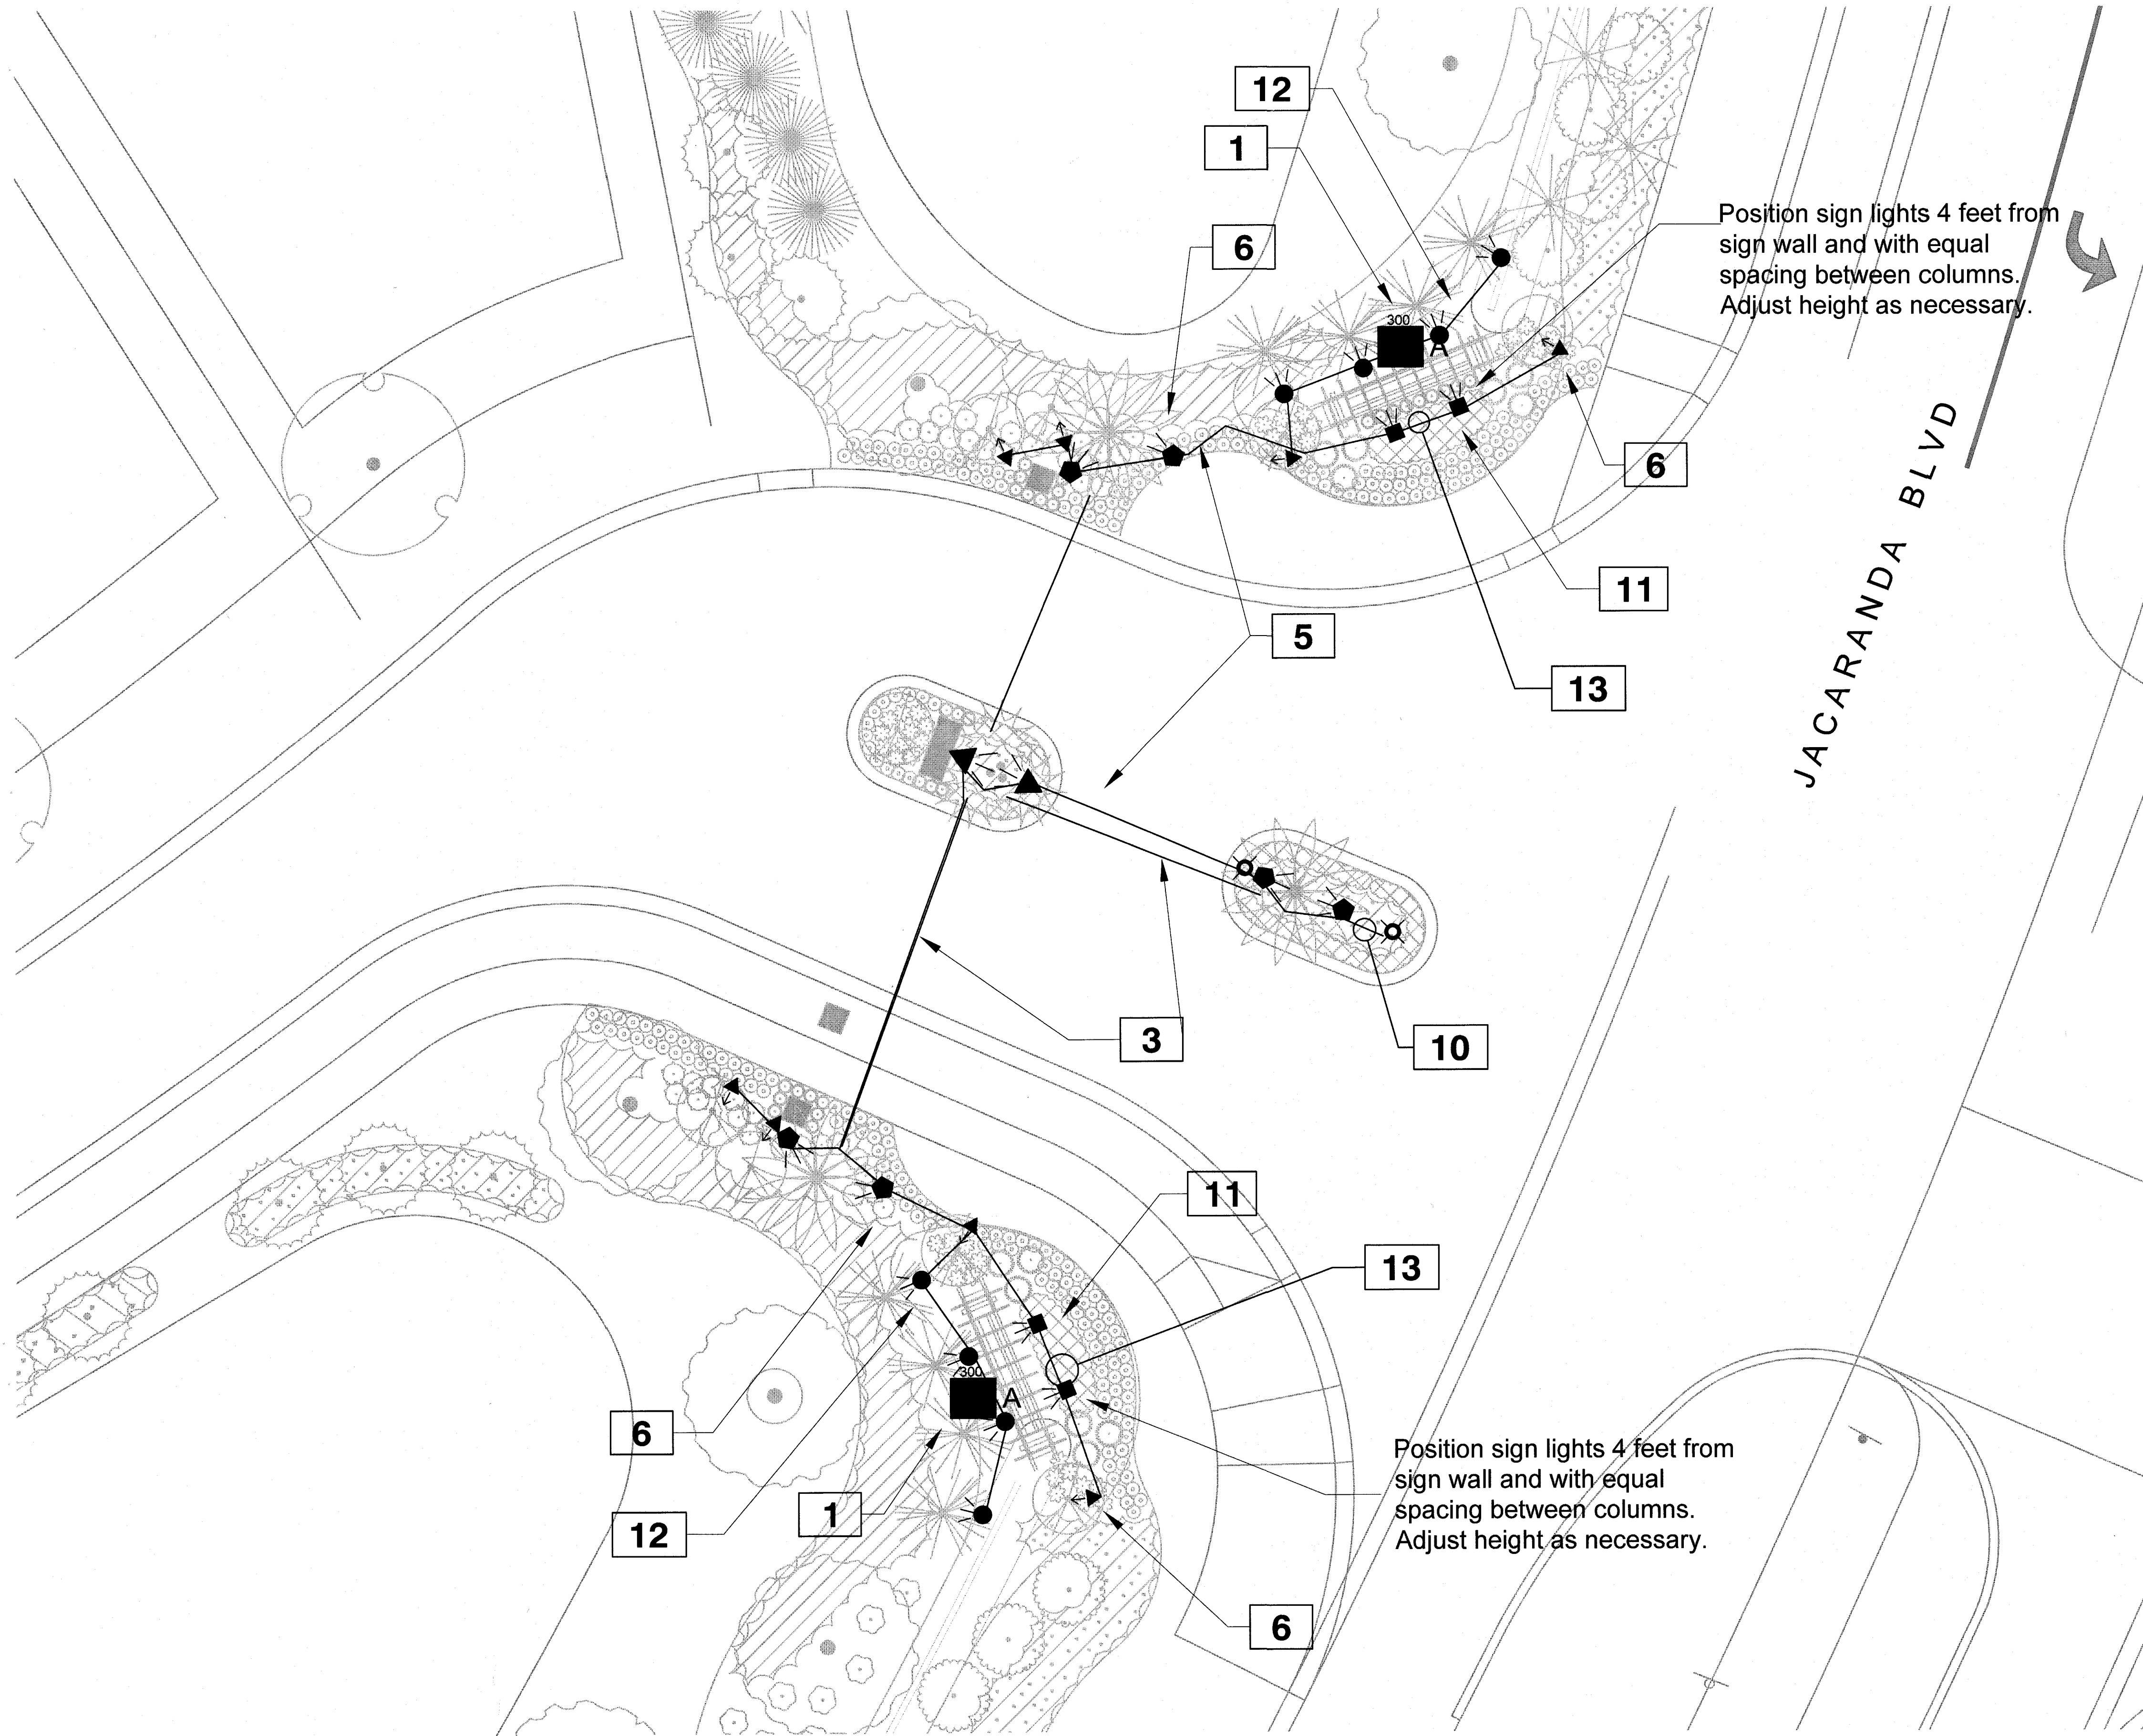 12
1
Position sign lights 4 feet from
sign wall and with equal
spacing between columns.
Adjust height as necessary.
6
300
A
6
JACARANDA BLVD
11
5
13
3
10
11
13
300
A
6
Position sign lights 4 feet from
sign wall and with equal
spacing between columns.
Adjust height as necessary.
1
12
6